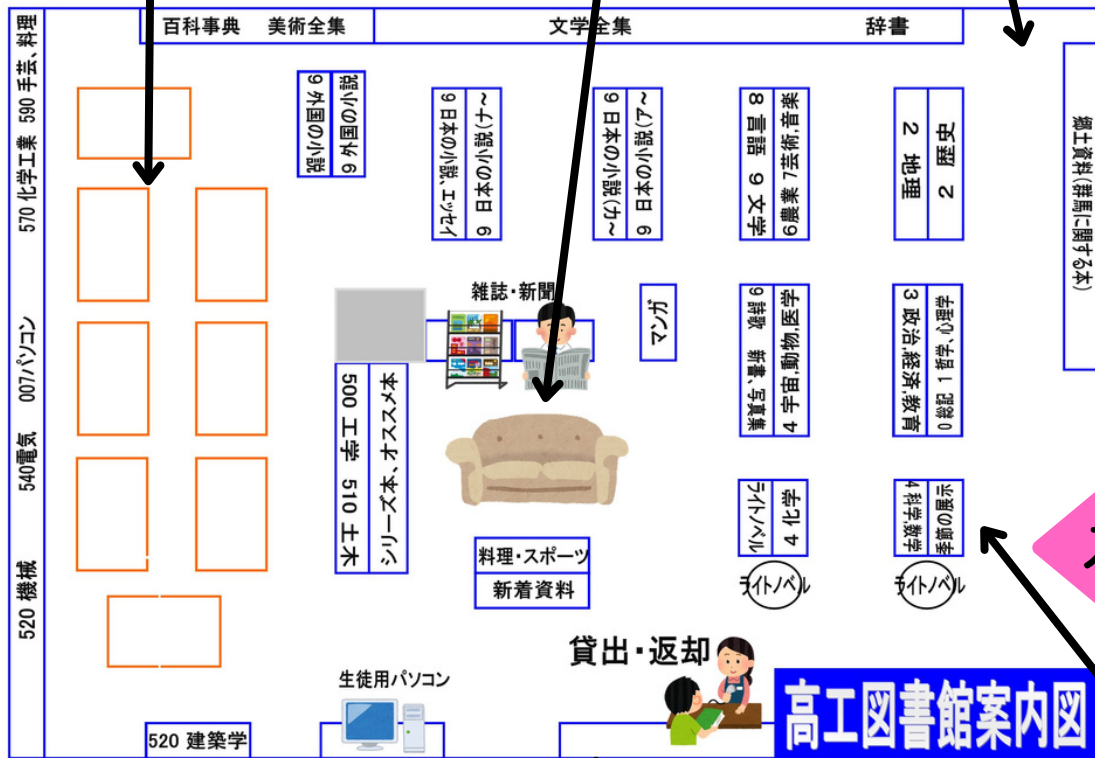 百科事典 美術全集
文学全集
辞書
570 化学工業 590 手芸、料理
007パソコン
540電気
520 機械
9 外国の小説
9 外国の小説
9 日本の小説、エッセイ
9 日本の小説(ナ~
9 日本の小説(カ~
9 日本の小説(ア~
8 言語 9 文学
6農業 7芸術,音楽
2 地理
2 歴史
郷土資料(群馬に関する本)
雑誌・新聞
マンガ
9 詩歌 新書、写真集
4 宇宙,動物,医学
3 政治,経済,教育
0 総記 1 哲学、心理学
500 工学 510 土木
シリーズ本、オススメ本
ライトノベル
4 化学
4 科学,数学
季節の展示
料理・スポーツ
新着資料
ライトノベル
ライトノベル
貸出・返却
生徒用パソコン
520 建築学
高工図書館案内図